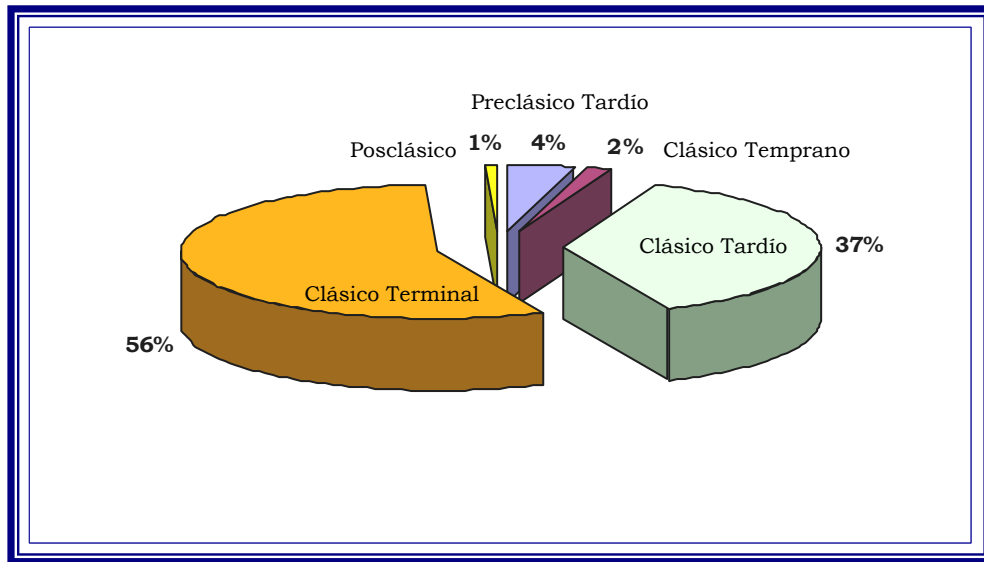 Preclásico Tardío
Posclásico 1% 4% 2% Clásico Temprano
Clásico Tardío 37%
Clásico Terminal
56%